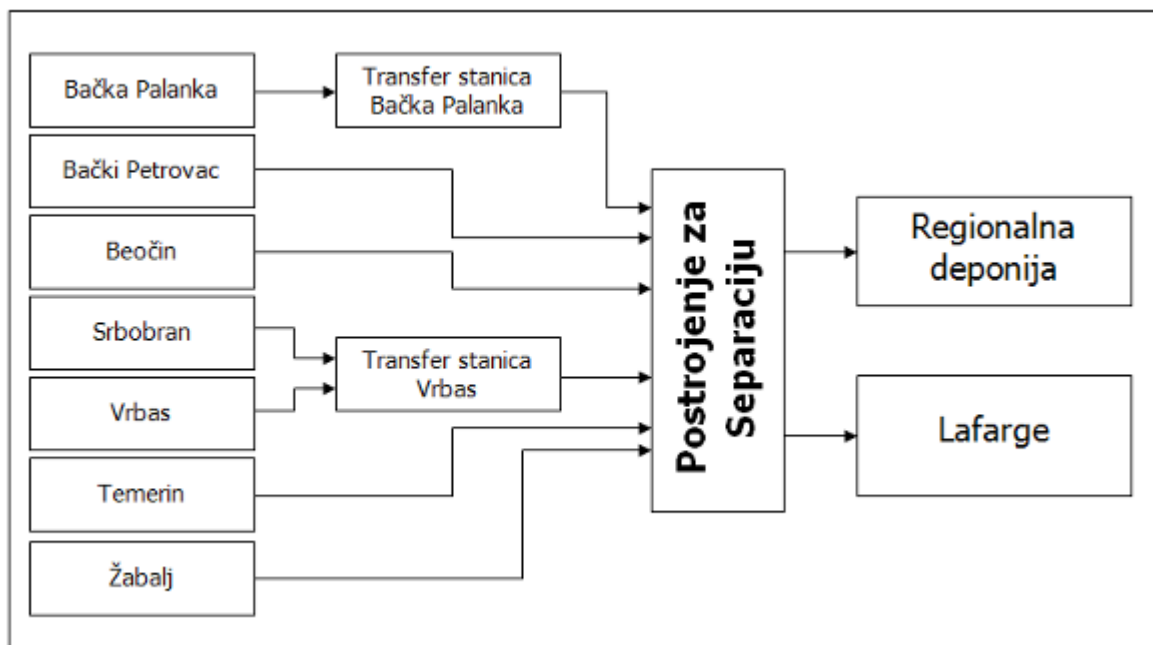 Bačka Palanka
Transfer stanica
Bačka Palanka
Bački Petrovac
Beočin
Srbobran
Transfer stanica
Vrbas
Vrbas
Temerin
Žabalj
Postrojenje za
Separaciju
Regionalna
deponija
Lafarge